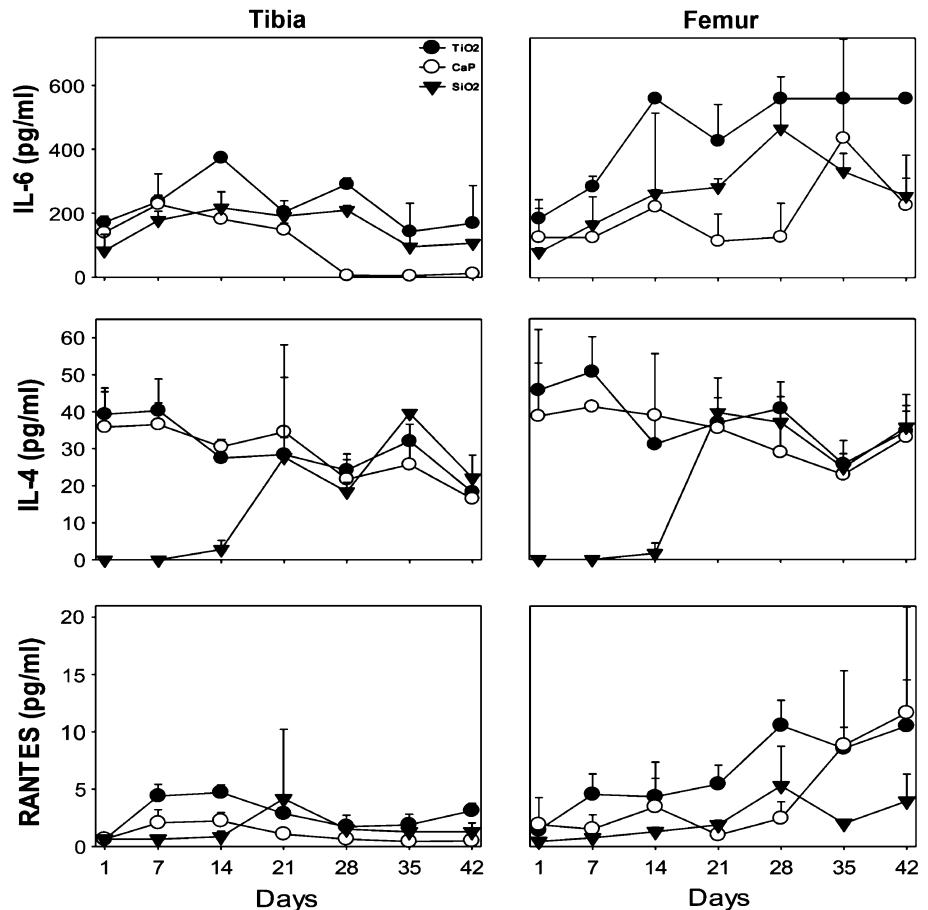 Tibia Femur
TiO2
CaP
SiO2
IL-6 (pg/ml)
600
400
200
0
IL-4 (pg/ml)
60
50
40
30
20
10
0
RANTES (pg/ml)
20
15
10
5
0
1 7 14 21 28 35 42 1 7 14 21 28 35 42
Days Days